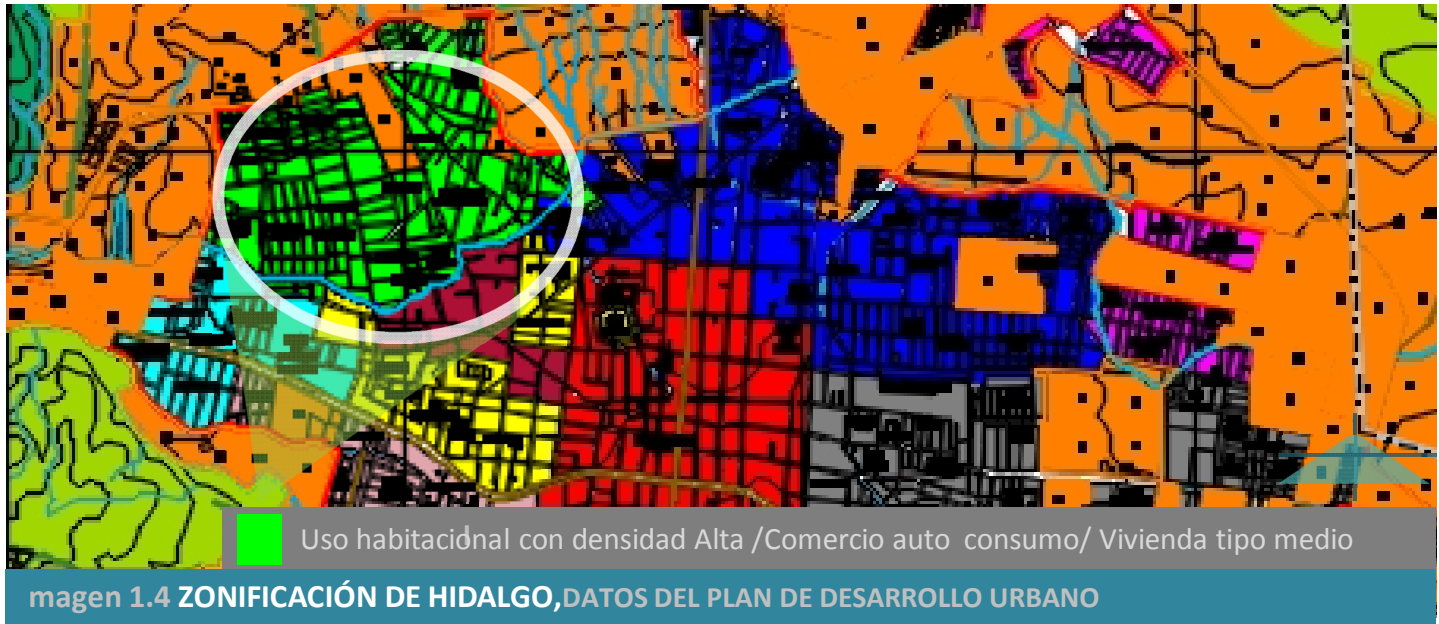 Uso habitacional con densidad Alta /Comercio auto consumo/ Vivienda tipo medio
magen 1.4 ZONIFICACIÓN DE HIDALGO,DATOS DEL PLAN DE DESARROLLO URBANO